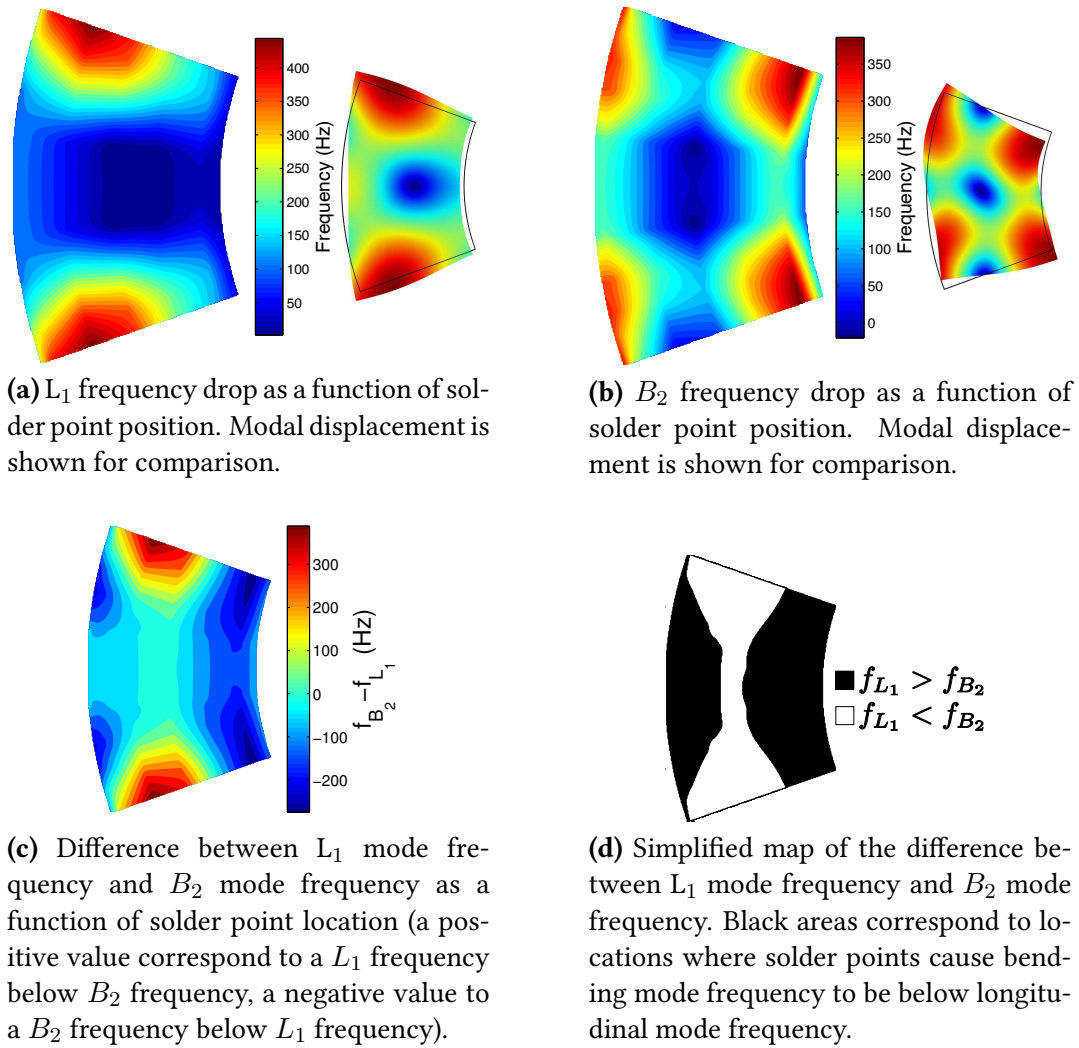 400
350
300
250
200
150
100
50
Frequency (Hz)
350
300
250
200
150
100
50
0
Frequency (Hz)
(a) L₁ frequency drop as a function of sol-
der point position. Modal displacement is
shown for comparison.
(b) B₂ frequency drop as a function of
solder point position. Modal displace-
ment is shown for comparison.
300
200
100
0
−100
−200
f_B₂−f_L₁ (Hz)
f_L₁ > f_B₂
f_L₁ < f_B₂
(c) Difference between L₁ mode fre-
quency and B₂ mode frequency as a
function of solder point location (a pos-
itive value correspond to a L₁ frequency
below B₂ frequency, a negative value to
a B₂ frequency below L₁ frequency).
(d) Simplified map of the difference be-
tween L₁ mode frequency and B₂ mode
frequency. Black areas correspond to lo-
cations where solder points cause bend-
ing mode frequency to be below longitu-
dinal mode frequency.